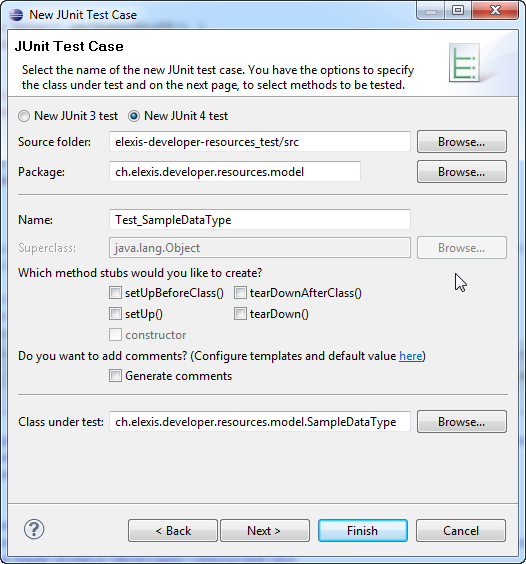 New JUnit Test Case
JUnit Test Case
Select the name of the new JUnit test case. You have the options to specify
the class under test and on the next page, to select methods to be tested.
New JUnit 3 test New JUnit 4 test
Source folder: elexis-developer-resources_test/src Browse...
Package: ch.elexis.developer.resources.model Browse...
Name: Test_SampleDataType
Superclass: java.lang.Object Browse...
Which method stubs would you like to create?
setUpBeforeClass() tearDownAfterClass()
setUp() tearDown()
constructor
Do you want to add comments? (Configure templates and default value here)
Generate comments
Class under test: ch.elexis.developer.resources.model.SampleDataType Browse...
? < Back Next > Finish Cancel